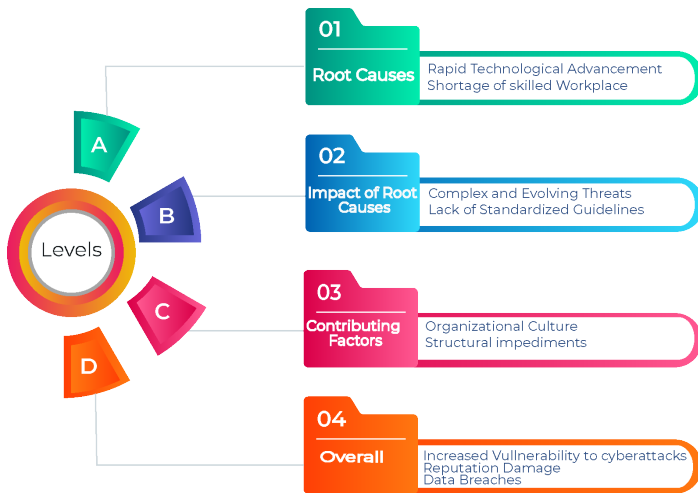 Levels
A
B
C
D
01
Root Causes
Rapid Technological Advancement
Shortage of skilled Workplace
02
Impact of Root
Causes
Complex and Evolving Threats
Lack of Standardized Guidelines
03
Contributing
Factors
Organizational Culture
Structural impediments
04
Overall
Increased Vullnerability to cyberattacks
Reputation Damage
Data Breaches